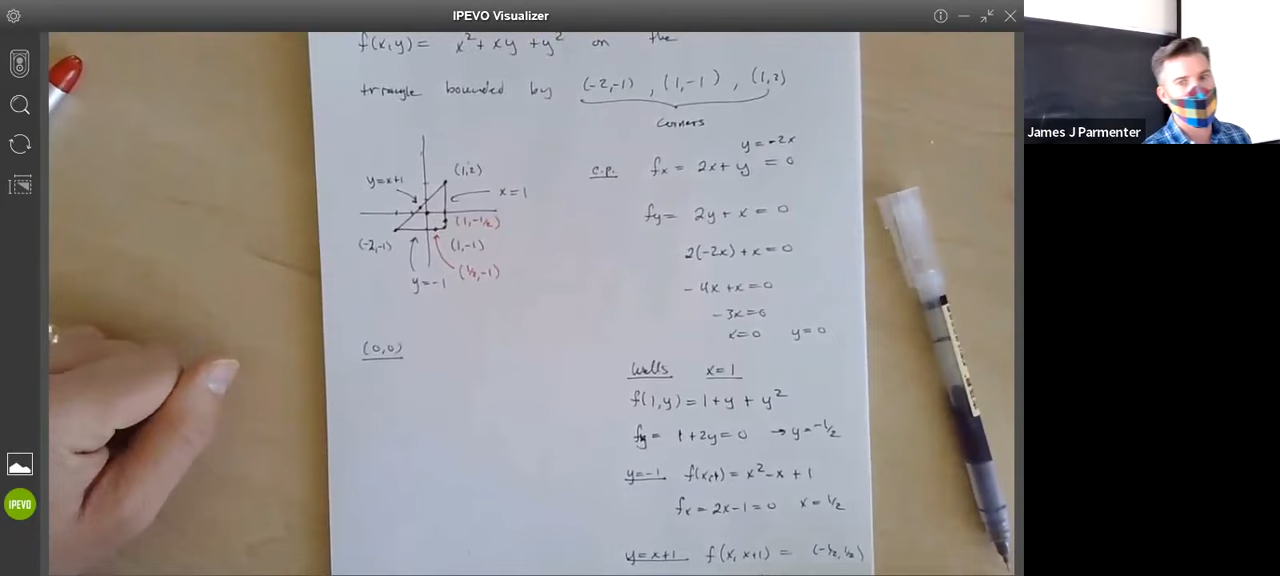 IPEVO Visualizer
f(x,y) = x² + xy + y² on the
triangle bounded by (-2,-1) , (1,-1) , (1,2)
corners
y=x+1
(1,2)
x=1
(1,-1/2)
(-2,-1)
(1,-1)
(1/2,-1)
y=-1
(0,0)
y=-2x
c.p. fx = 2x+y = 0
fy = 2y + x = 0
2(-2x) + x = 0
-4x + x = 0
-3x=0
x=0 y=0
Walls x=1
f(1,y) = 1 + y + y²
fy = 1+2y=0 → y=-1/2
y=-1 f(x,-1) = x² - x + 1
fx = 2x-1=0 x=1/2
y=x+1 f(x,x+1) = (-1/2, 1/2)
James J Parmenter
IPEVO